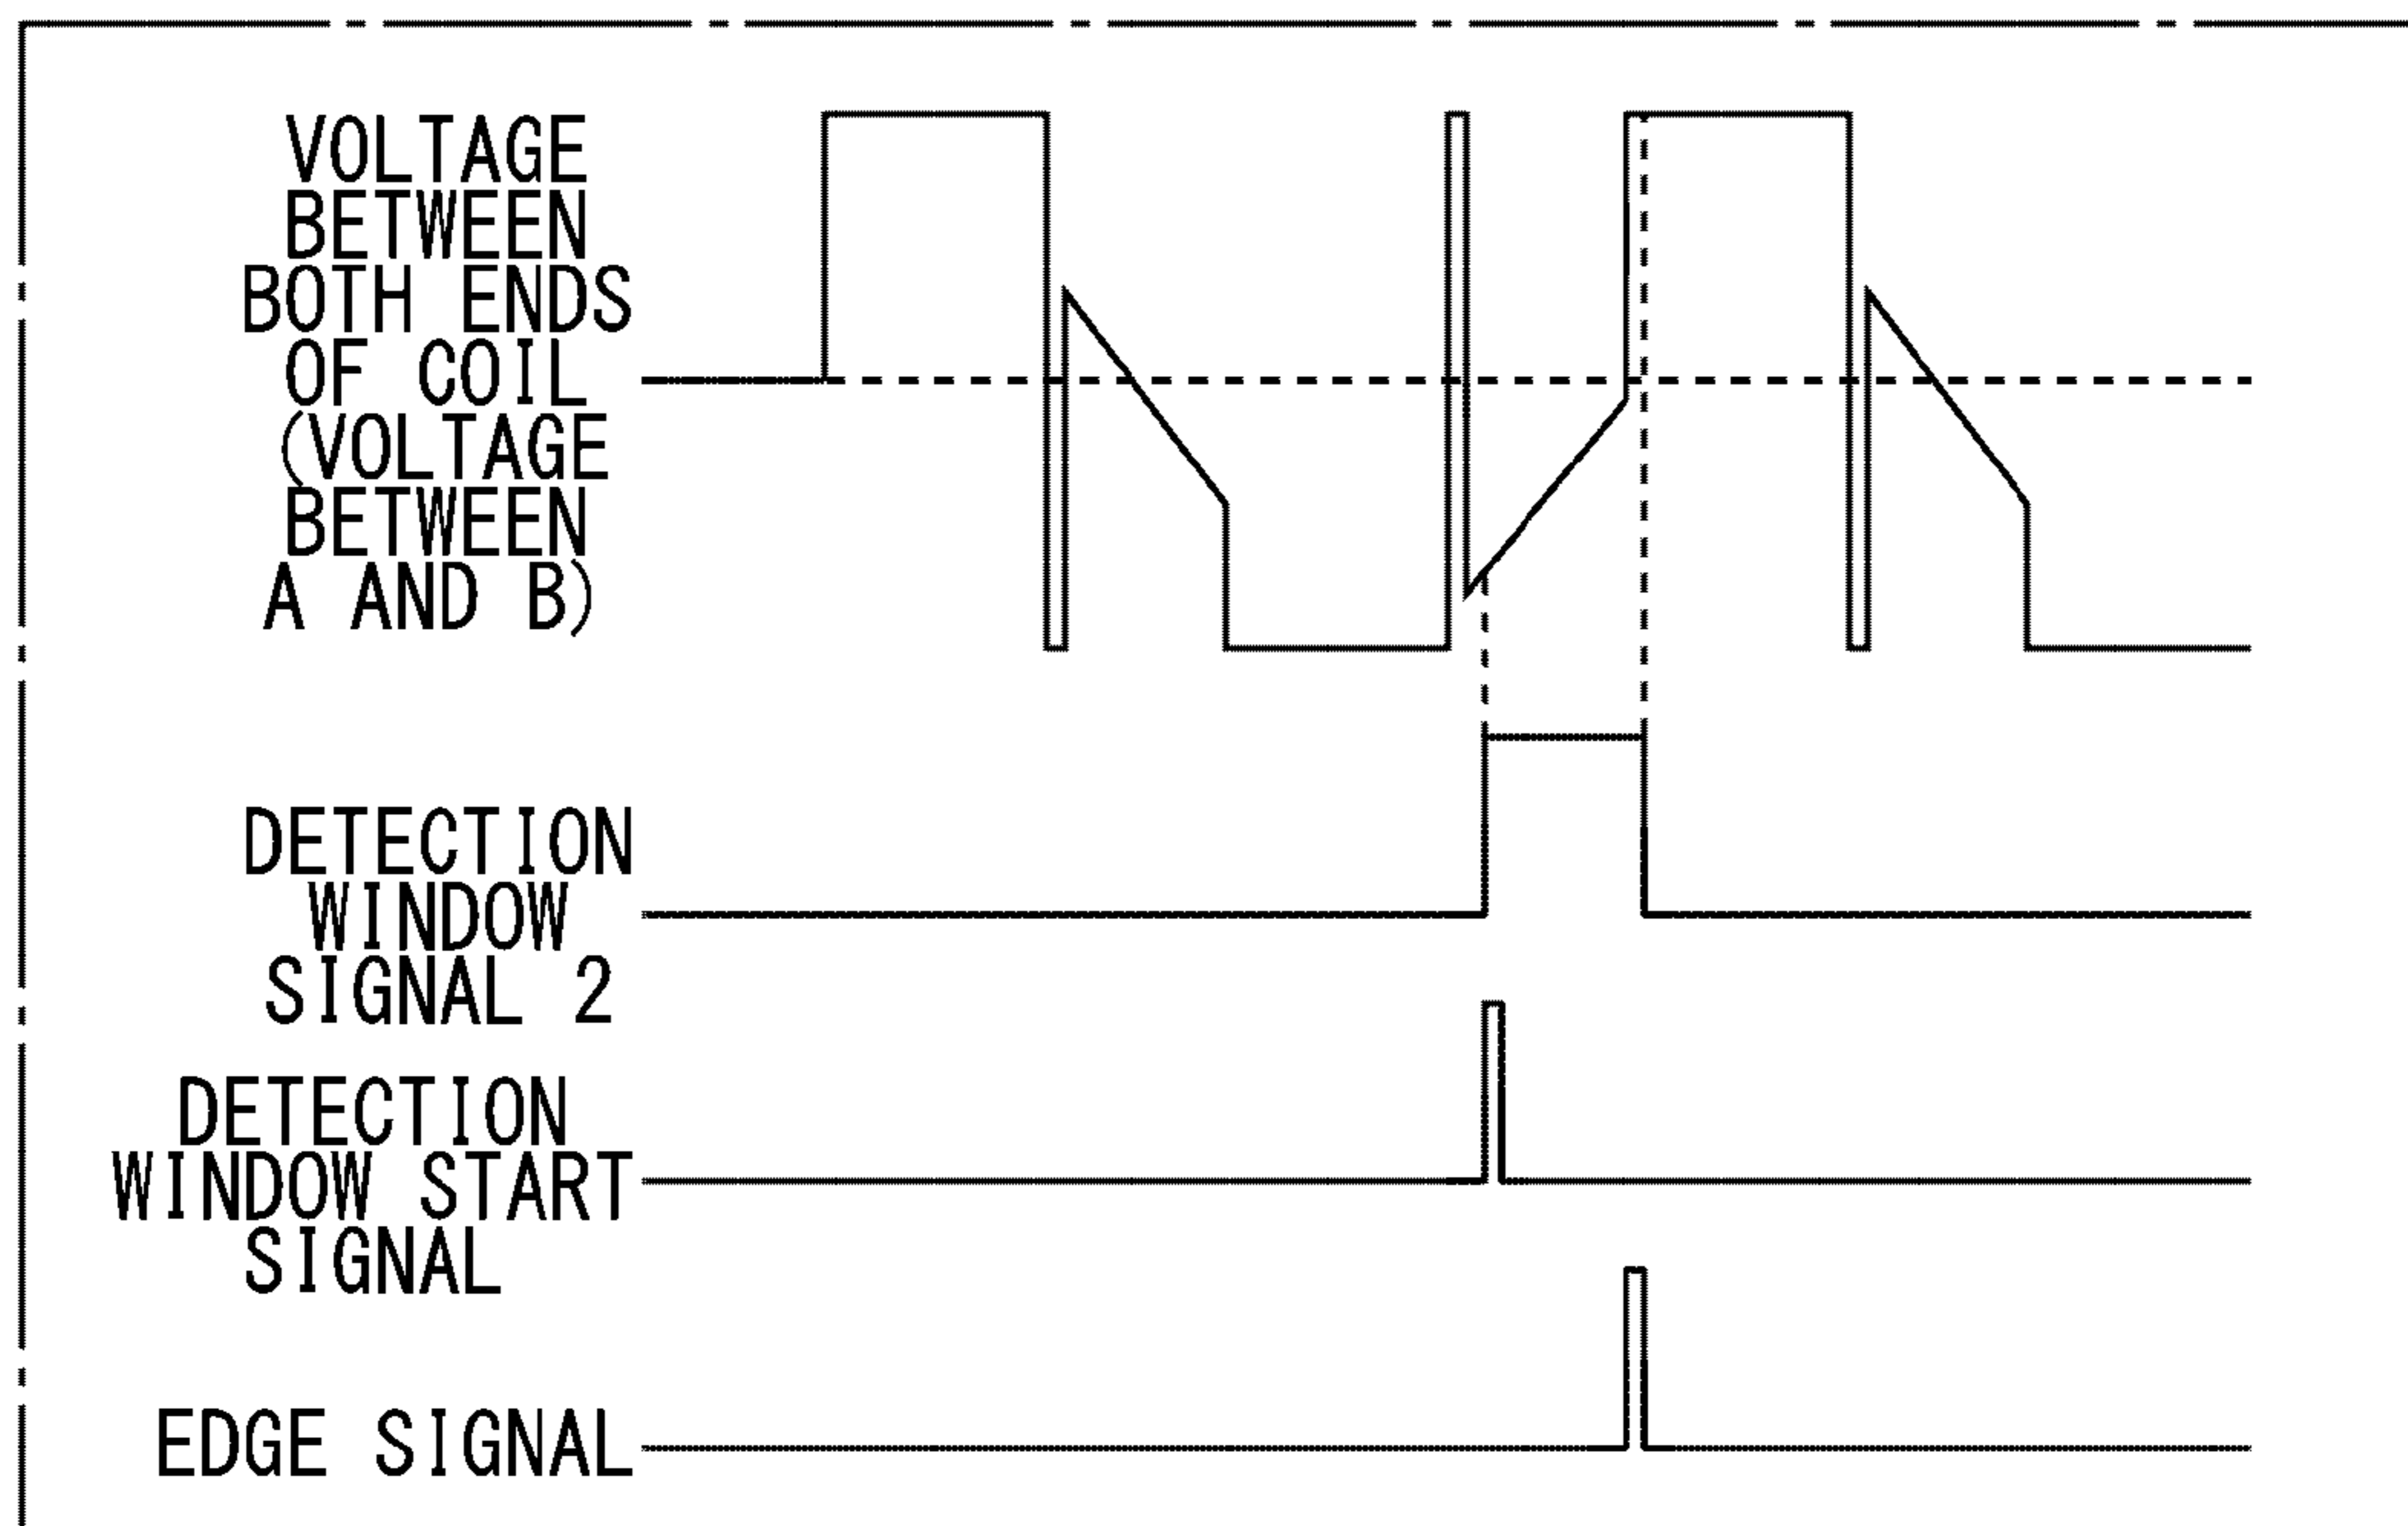 VOLTAGE
BETWEEN
BOTH ENDS
OF COIL
(VOLTAGE
BETWEEN
A AND B)
DETECTION
WINDOW
SIGNAL 2
DETECTION
WINDOW START
SIGNAL
EDGE SIGNAL